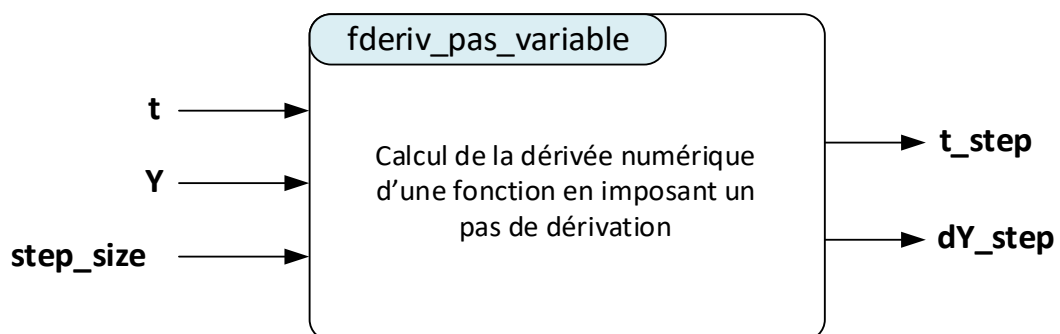 fderiv_pas_variable
t
Y
step_size
Calcul de la dérivée numérique
d’une fonction en imposant un
pas de dérivation
t_step
dY_step